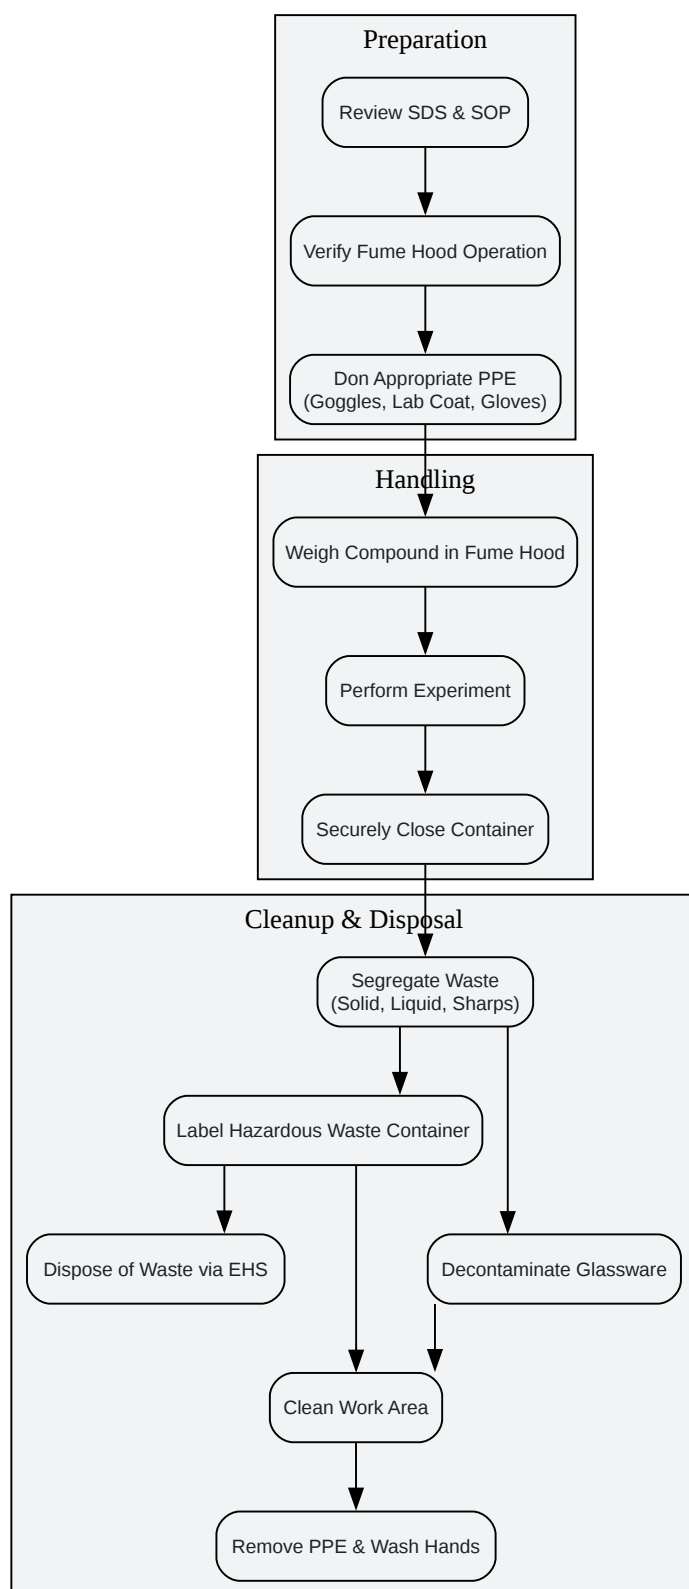 Preparation
Review SDS & SOP
Verify Fume Hood Operation
Don Appropriate PPE
(Goggles, Lab Coat, Gloves)
Handling
Weigh Compound in Fume Hood
Perform Experiment
Securely Close Container
Cleanup & Disposal
Segregate Waste
(Solid, Liquid, Sharps)
Label Hazardous Waste Container
Dispose of Waste via EHS
Decontaminate Glassware
Clean Work Area
Remove PPE & Wash Hands